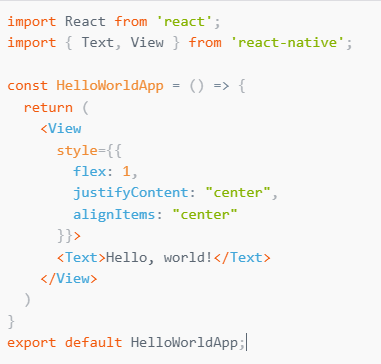 import React from 'react';
import { Text, View } from 'react-native';

const HelloWorldApp = () => {
  return (
    <View
      style={{
        flex: 1,
        justifyContent: "center",
        alignItems: "center"
      }}>
      <Text>Hello, world!</Text>
    </View>
  )
}
export default HelloWorldApp;